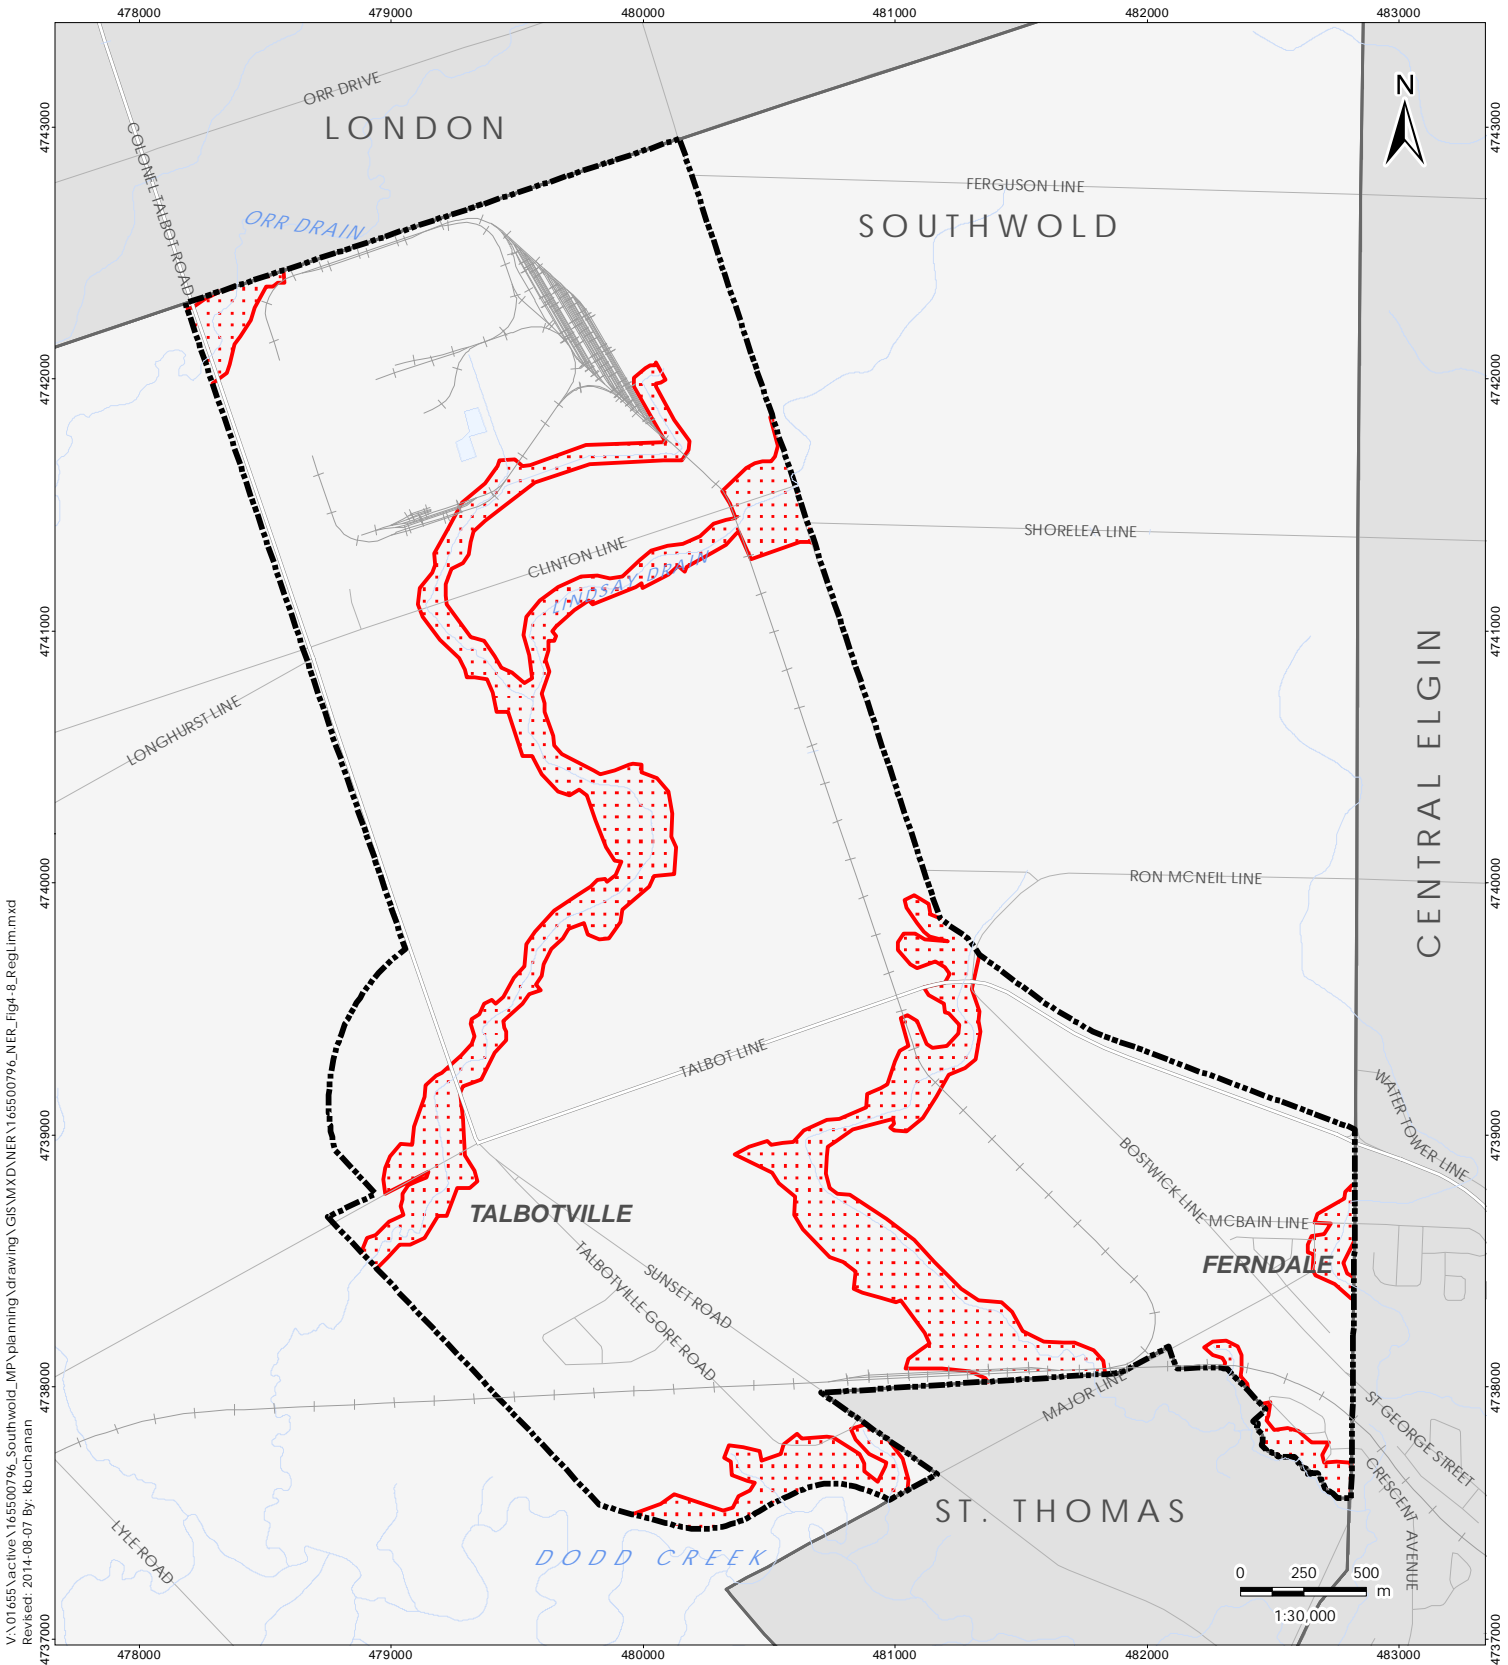 478000
479000
480000
481000
482000
483000
4743000
4743000
N
ORR DRIVE
LONDON
COLONEL TALBOT ROAD
FERGUSON LINE
ORR DRAIN
SOUTHWOLD
4742000
4742000
CLINTON LINE
SHORELEA LINE
LINDSAY DRAIN
4741000
4741000
LONGHURST LINE
CENTRAL ELGIN
4740000
4740000
RON MCNEIL LINE
TALBOT LINE
WATER TOWER LINE
4739000
4739000
BOSTWICK LINE
TALBOTVILLE
MCBAIN LINE
FERNDALE
SUNSET ROAD
TALBOTVILLE GORE ROAD
4738000
4738000
MAJOR LINE
ST GEORGE STREET
CRESCENT AVENUE
ST. THOMAS
LYLE ROAD
DODD CREEK
0 250 500
m
1:30,000
4737000
4737000
478000
479000
480000
481000
482000
483000
V:\01655\active\165500796_Southwold_MP\planning\drawing\GIS\MXD\NER\165500796_NER_Fig4-8_RegLim.mxd
Revised: 2014-08-07 By: kbuchanan